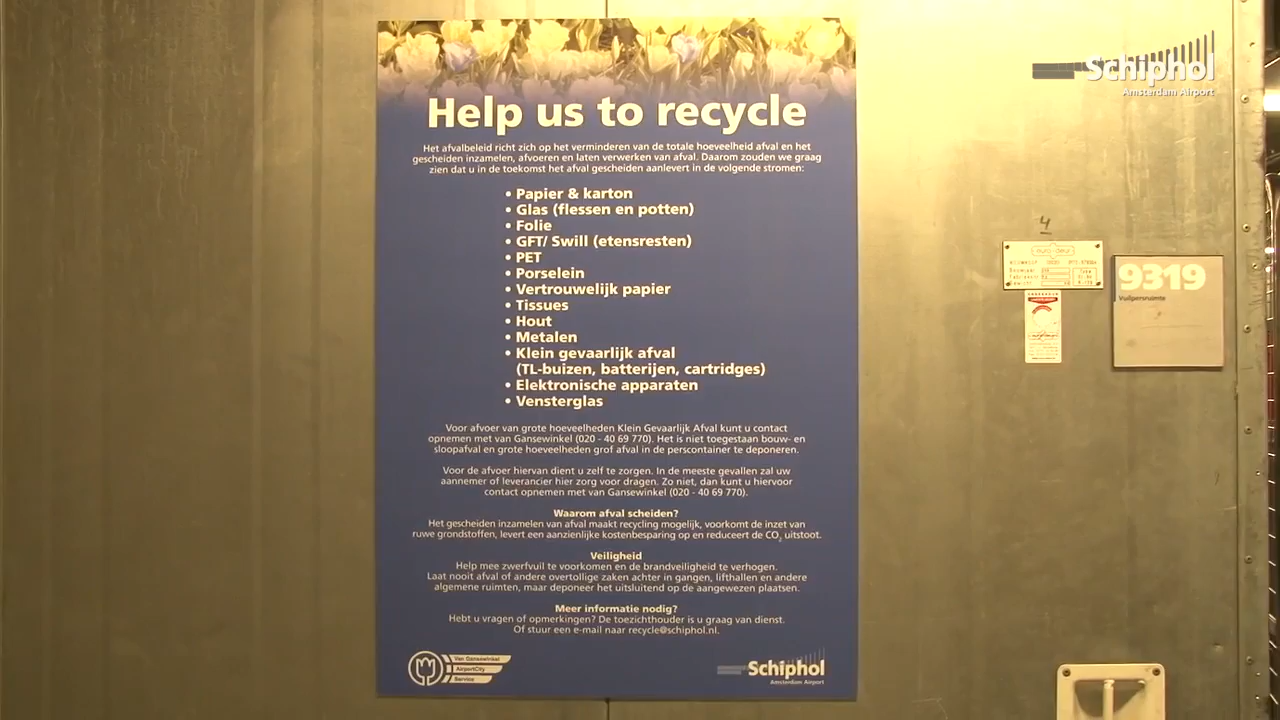 Help us to recycle
Het afvalbeleid richt zich op het verminderen van de totale hoeveelheid afval en het
gescheiden inzamelen, afvoeren en laten verwerken van afval. Daarom zouden we graag
zien dat u in de toekomst het afval gescheiden aanlevert in de volgende stromen:
• Papier & karton
• Glas (flessen en potten)
• Folie
• GFT/ Swill (etensresten)
• PET
• Porselein
• Vertrouwelijk papier
• Tissues
• Hout
• Metalen
• Klein gevaarlijk afval
(TL-buizen, batterijen, cartridges)
• Elektronische apparaten
• Vensterglas
Voor afvoer van grote hoeveelheden Klein Gevaarlijk Afval kunt u contact
opnemen met van Gansewinkel (020 - 40 69 770). Het is niet toegestaan bouw- en
sloopafval en grote hoeveelheden grof afval in de perscontainer te deponeren.
Voor de afvoer hiervan dient u zelf te zorgen. In de meeste gevallen zal uw
aannemer of leverancier hier zorg voor dragen. Zo niet, dan kunt u hiervoor
contact opnemen met van Gansewinkel (020 - 40 69 770).
Waarom afval scheiden?
Het gescheiden inzamelen van afval maakt recycling mogelijk, voorkomt de inzet van
ruwe grondstoffen, levert een aanzienlijke kostenbesparing op en reduceert de CO₂ uitstoot.
Veiligheid
Help mee zwerfvuil te voorkomen en de brandveiligheid te verhogen.
Laat nooit afval of andere overtollige zaken achter in gangen, lifthallen en andere
algemene ruimten, maar deponeer het uitsluitend op de aangewezen plaatsen.
Meer informatie nodig?
Hebt u vragen of opmerkingen? De toezichthouder is u graag van dienst.
Of stuur een e-mail naar recycle@schiphol.nl.
Van Gansewinkel
AirportCity
Service
Schiphol
Amsterdam Airport
Schiphol
Amsterdam Airport
4
9319
Vuilpersruimte